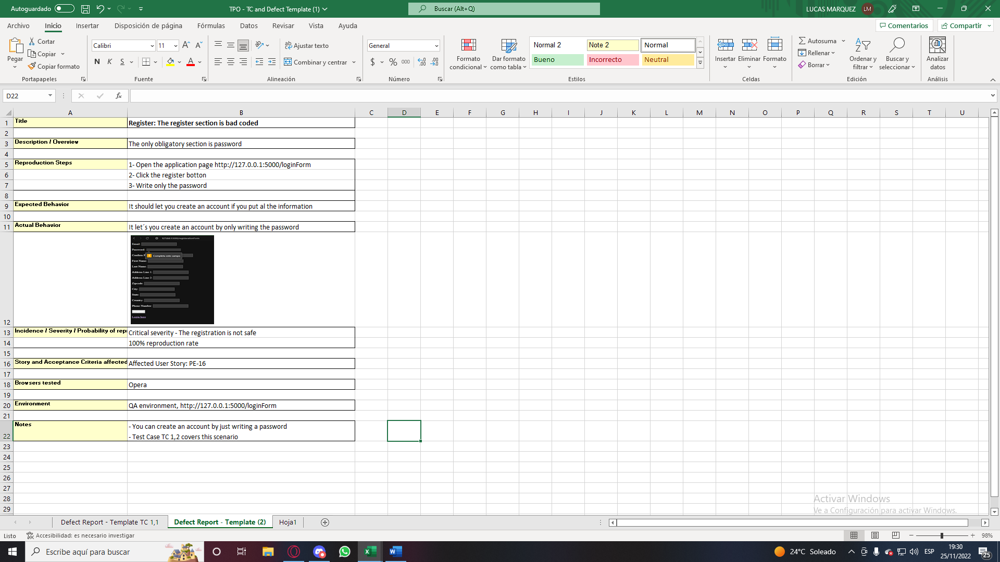 Autoguardado
TPO - TC and Defect Template (1)
Buscar (Alt+Q)
LUCAS MARQUEZ LM
Archivo Inicio Insertar Disposición de página Fórmulas Datos Revisar Vista Ayuda
Comentarios Compartir
Pegar
Cortar
Copiar
Copiar formato
Portapapeles
Calibri 11
N K S
Fuente
Ajustar texto
Combinar y centrar
Alineación
General
$ % 000
Número
Formato condicional
Dar formato como tabla
Normal 2 Note 2 Normal
Bueno Incorrecto Neutral
Estilos
Insertar Eliminar Formato
Celdas
Autosuma
Rellenar
Borrar
Ordenar y filtrar
Buscar y seleccionar
Edición
Analizar datos
Análisis
D22
fx
A B C D E F G H I J K L M N O P Q R S T U
1 Title Register: The register section is bad coded
2
3 Description / Overview The only obligatory section is password
4
5 Reproduction Steps 1- Open the application page http://127.0.0.1:5000/loginForm
6 2- Click the register botton
7 3- Write only the password
8
9 Expected Behavior It should let you create an account if you put al the information
10
11 Actual Behavior It let´s you create an account by only writing the password
127.0.0.1:5000/registerationForm
Email:
Password:
Confirm P
Completa este campo
First Name:
Last Name:
Address Line 1:
Address Line 2:
Zipcode:
City:
State:
Country:
Phone Number:
Login here
12
13 Incidence / Severity / Probability of repr Critical severity - The registration is not safe
14 100% reproduction rate
15
16 Story and Acceptance Criteria affected Affected User Story: PE-16
17
18 Browsers tested Opera
19
20 Environment QA environment, http://127.0.0.1:5000/loginForm
21
22 Notes - You can create an account by just writing a password
- Test Case TC 1,2 covers this scenario
23
24
25
26
27
28
29
Activar Windows
Ve a Configuración para activar Windows.
Defect Report - Template TC 1,1 Defect Report - Template (2) Hoja1
Listo Accesibilidad: es necesario investigar
98%
Escribe aquí para buscar
24°C Soleado
ESP
19:30
25/11/2022
25